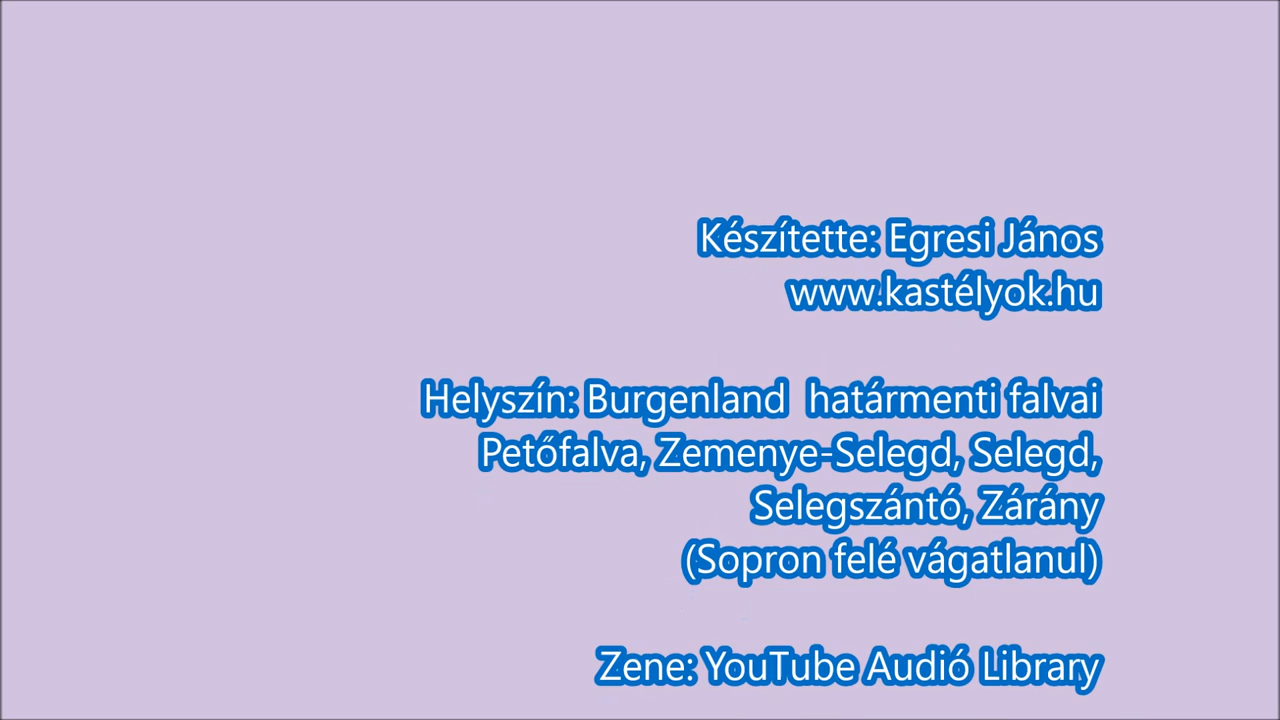 Készítette: Egresi János
www.kastélyok.hu
Helyszín: Burgenland  határmenti falvai
Petőfalva, Zemenye-Selegd, Selegd,
Selegszántó, Zárány
(Sopron felé vágatlanul)
Zene: YouTube Audió Library